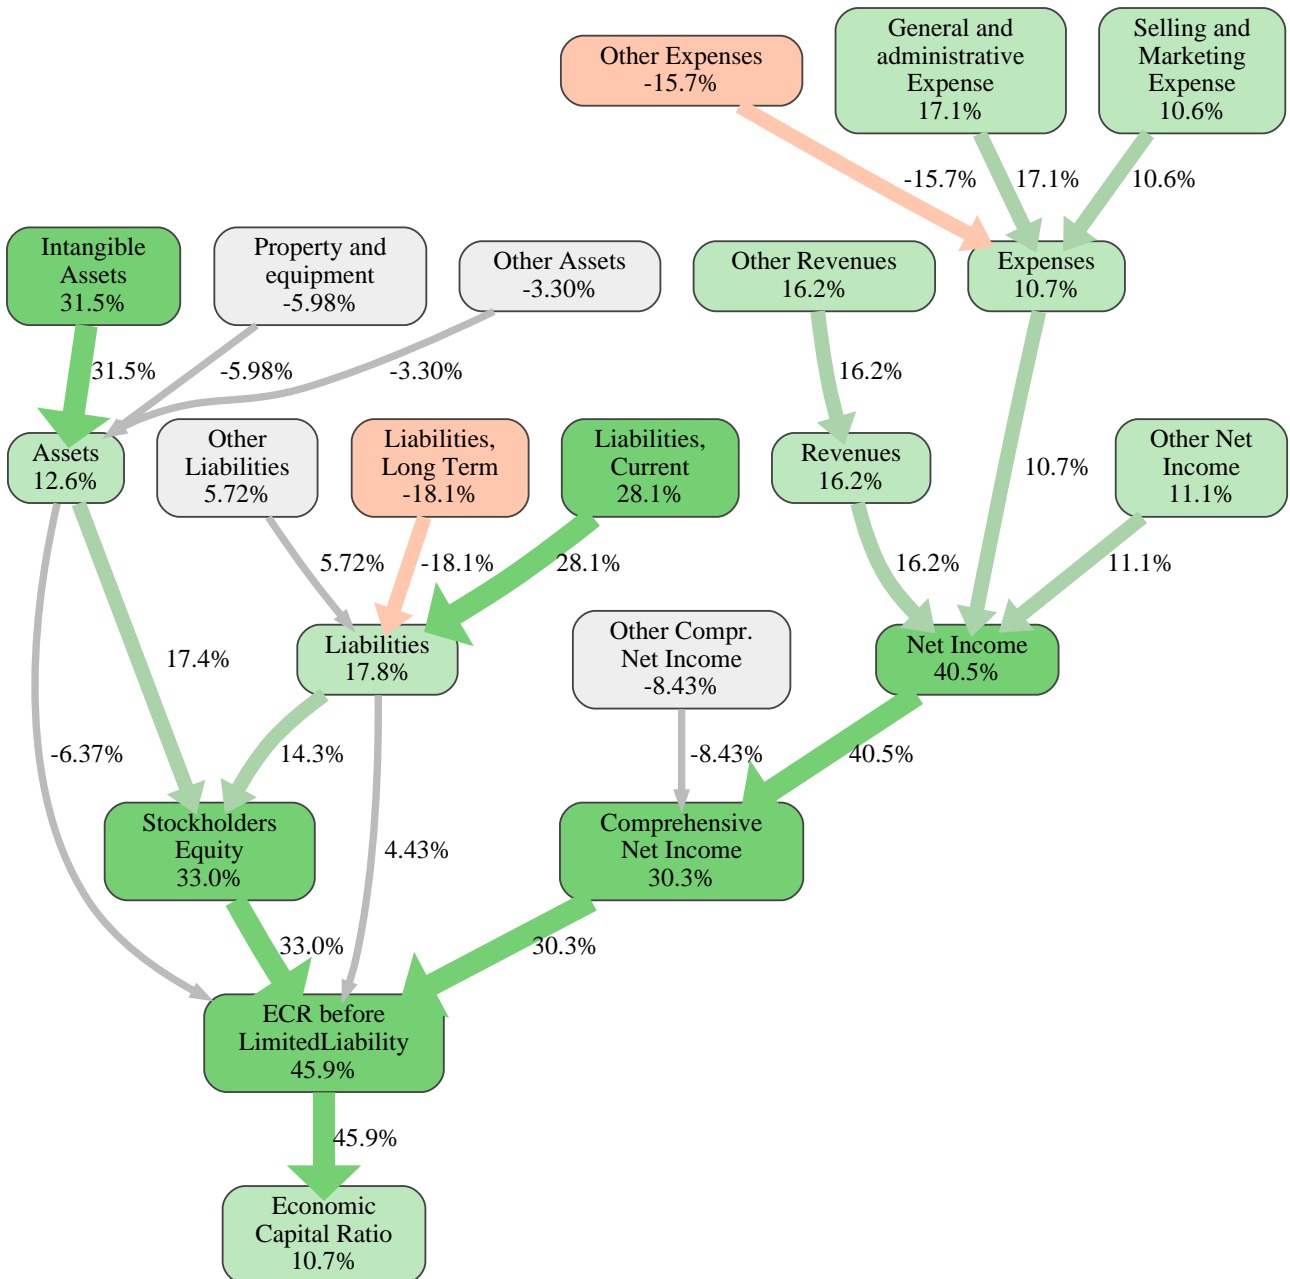 Other Expenses
-15.7%
General and
administrative
Expense
17.1%
Selling and
Marketing
Expense
10.6%
-15.7%
17.1%
10.6%
Intangible
Assets
31.5%
Property and
equipment
-5.98%
Other Assets
-3.30%
Other Revenues
16.2%
Expenses
10.7%
31.5%
-5.98%
-3.30%
16.2%
Assets
12.6%
Other
Liabilities
5.72%
Liabilities,
Long Term
-18.1%
Liabilities,
Current
28.1%
Revenues
16.2%
10.7%
Other Net
Income
11.1%
5.72%
-18.1%
28.1%
16.2%
11.1%
17.4%
Liabilities
17.8%
Other Compr.
Net Income
-8.43%
Net Income
40.5%
-6.37%
14.3%
-8.43%
40.5%
Stockholders
Equity
33.0%
4.43%
Comprehensive
Net Income
30.3%
33.0%
30.3%
ECR before
LimitedLiability
45.9%
45.9%
Economic
Capital Ratio
10.7%